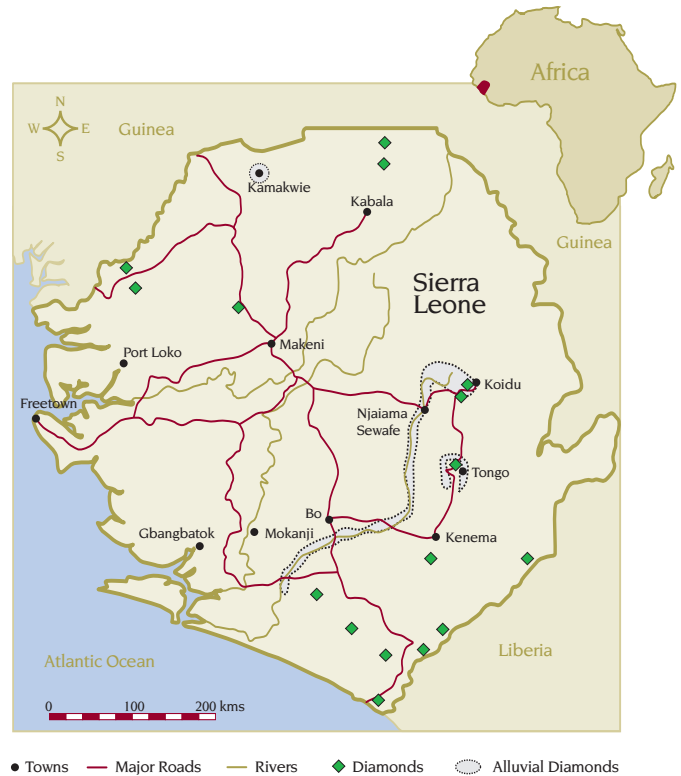 Africa
N
W E
S
Guinea
Kamakwie
Kabala
Guinea
Sierra
Leone
Makeni
Port Loko
Koidu
Freetown
Njaiama
Sewafe
Tongo
Bo
Gbangbatok
Mokanji
Kenema
Atlantic Ocean
Liberia
0 100 200 kms
Towns Major Roads Rivers Diamonds Alluvial Diamonds